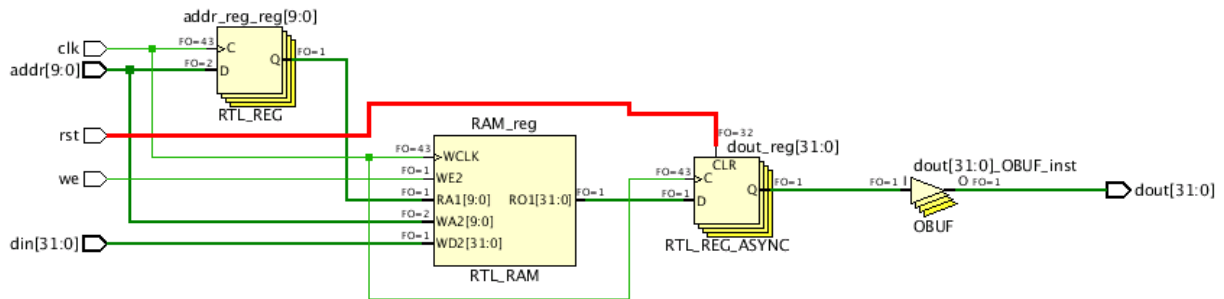 addr_reg_reg[9:0]
clk
FO=43
C
Q
FO=1
addr[9:0]
FO=2
D
RTL_REG
rst
RAM_reg
FO=32
dout_reg[31:0]
FO=43
WCLK
CLR
dout[31:0]_OBUF_inst
we
FO=1
WE2
FO=43
C
Q
FO=1
FO=1
I
O
FO=1
dout[31:0]
FO=1
RA1[9:0]
RO1[31:0]
FO=1
FO=1
D
FO=2
WA2[9:0]
OBUF
din[31:0]
FO=1
WD2[31:0]
RTL_REG_ASYNC
RTL_RAM